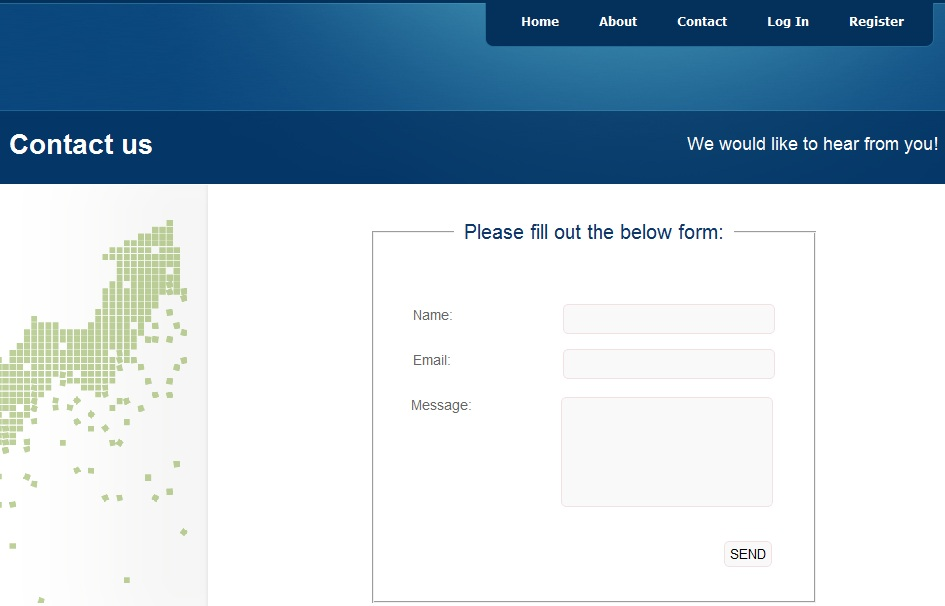 Home About Contact Log In Register
Contact us
We would like to hear from you!
Please fill out the below form:
Name:
Email:
Message:
SEND